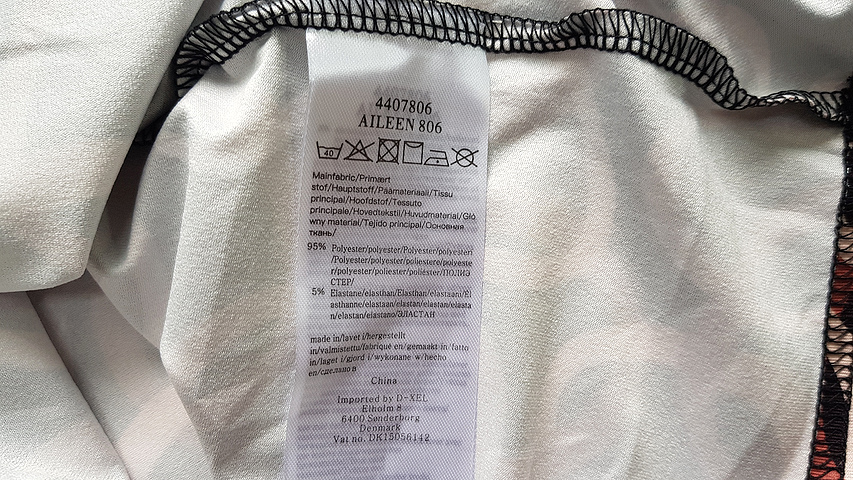 4407806
AILEEN 806
40
Mainfabric/Primært
stof/Hauptstoff/Päämateriaali/Tissu
principal/Hoofdstof/Tessuto
principale/Hovedtekstil/Huvudmaterial/Głó
wny materiał/Tejido principal/Основная
ткань/
95% Polyester/polyester/Polyester/polyesteri
/Polyester/polyester/poliestere/polyeste
r/polyester/poliester/poliéster/ПОЛИЭ
СТЕР/
5% Elastane/elasthan/Elasthan/elastaani/Él
asthanne/elastaan/elastan/elastan/elasta
n/elastan/elastano/ЭЛАСТАН
made in/lavet i/hergestellt
in/valmistettu/fabriqué en/gemaakt in/fatto
in/laget i/gjord i/wykonane w/hecho
en/сделано в
China
Imported by D-XEL
Elholm 8
6400 Sønderborg
Denmark
Vat no. DK15056142